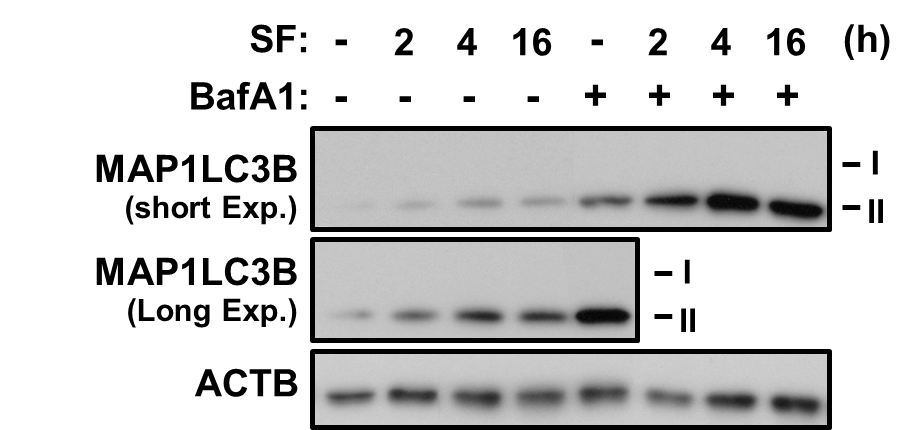 SF: - 2 4 16 - 2 4 16 (h)
BafA1: - - - - + + + +
MAP1LC3B
(short Exp.)
- I
- II
MAP1LC3B
(Long Exp.)
- I
- II
ACTB